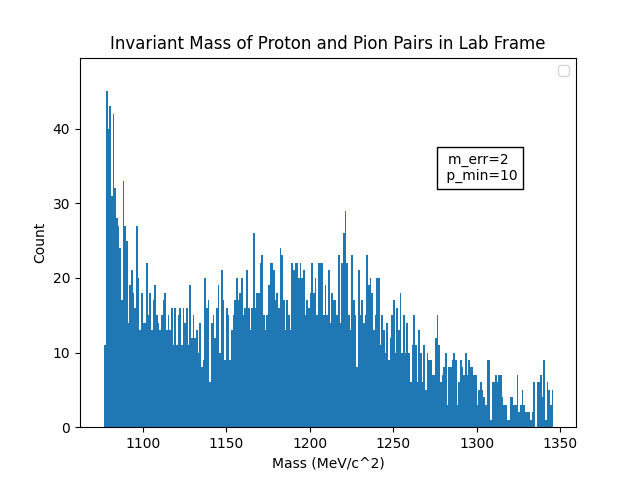 Invariant Mass of Proton and Pion Pairs in Lab Frame
m_err=2
p_min=10
Count
40
30
20
10
0
1100
1150
1200
1250
1300
1350
Mass (MeV/c^2)